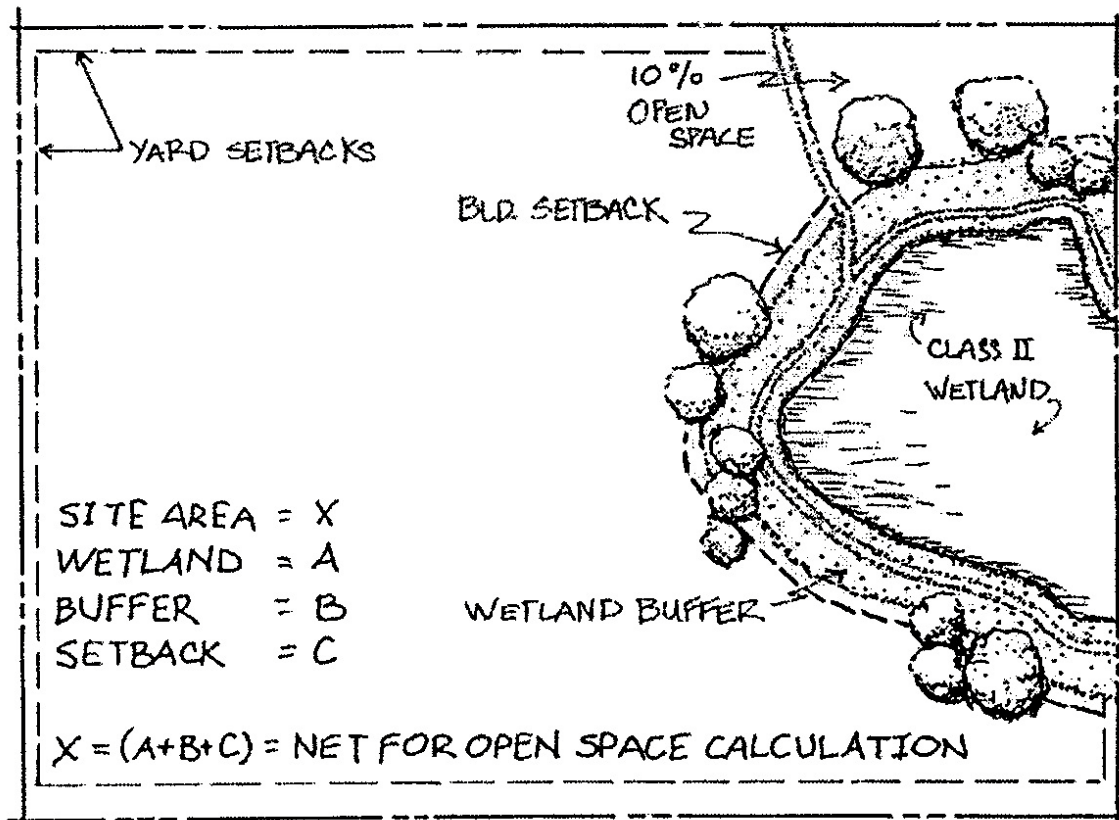 10%
OPEN
SPACE
YARD SETBACKS
BLD. SETBACK
CLASS II
WETLAND
SITE AREA = X
WETLAND = A
BUFFER = B
SETBACK = C
WETLAND BUFFER
X = (A+B+C) = NET FOR OPEN SPACE CALCULATION